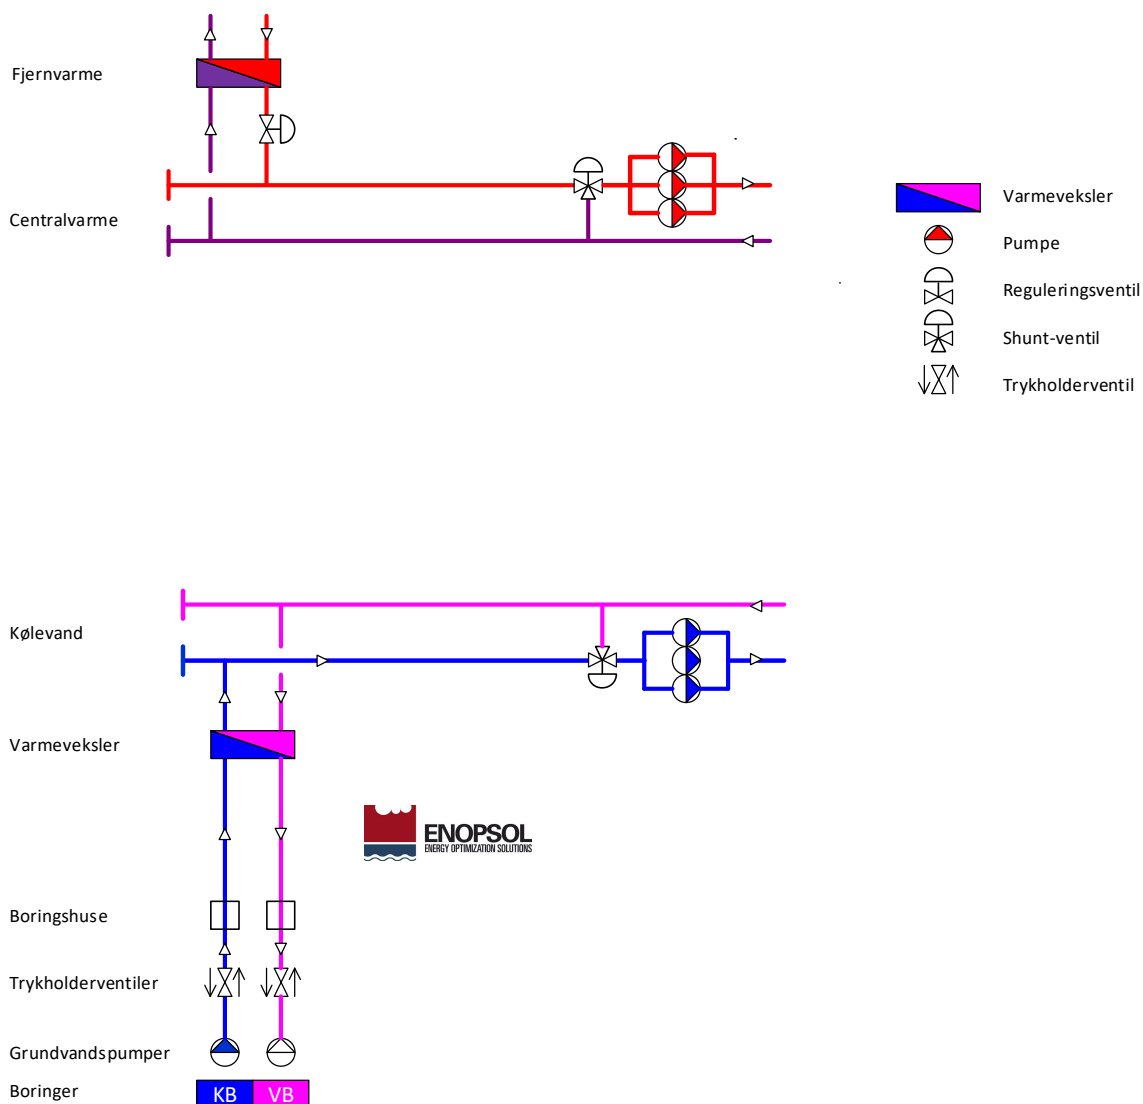 Fjernvarme
Centralvarme
Varmeveksler
Pumpe
Reguleringsventil
Shunt-ventil
Trykholderventil
Kølevand
Varmeveksler
ENOPSOL
ENERGY OPTIMIZATION SOLUTIONS
Boringshuse
Trykholderventiler
Grundvandspumper
Boringer
KB VB